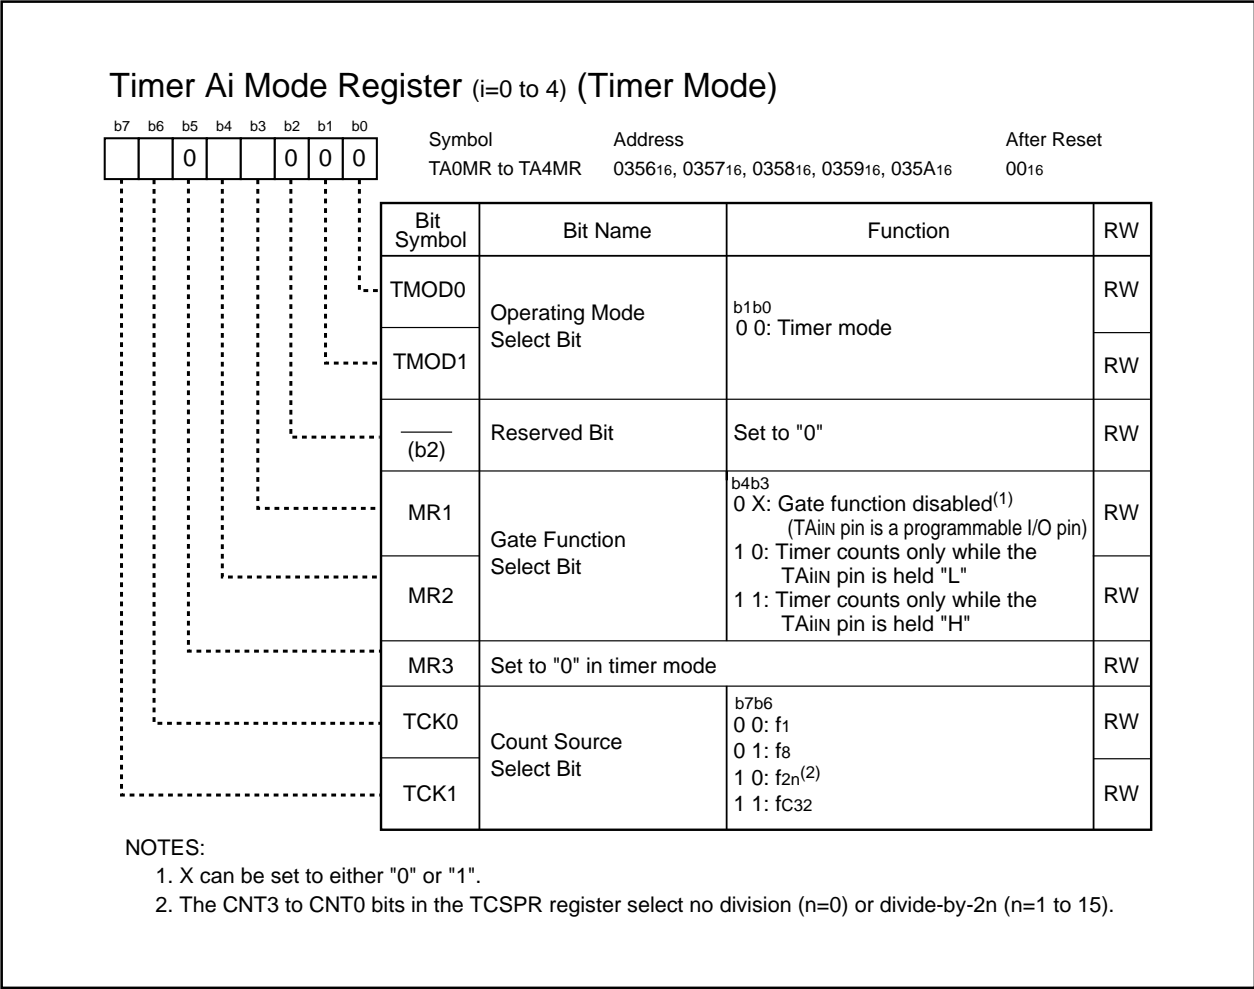 Timer Ai Mode Register (i=0 to 4) (Timer Mode)
b7 b6 b5 b4 b3 b2 b1 b0
0 0 0 0
Symbol Address After Reset
TA0MR to TA4MR 035616, 035716, 035816, 035916, 035A16 0016
Bit Symbol Bit Name Function RW
TMOD0 RW
Operating Mode
Select Bit
b1b0
0 0: Timer mode
TMOD1 RW
(b2) Reserved Bit Set to "0" RW
MR1 RW
Gate Function
Select Bit
b4b3
0 X: Gate function disabled(1)
(TAiIN pin is a programmable I/O pin)
1 0: Timer counts only while the
TAiIN pin is held "L"
1 1: Timer counts only while the
TAiIN pin is held "H"
MR2 RW
MR3 Set to "0" in timer mode RW
TCK0 RW
Count Source
Select Bit
b7b6
0 0: f1
0 1: f8
1 0: f2n(2)
1 1: fC32
TCK1 RW
NOTES:
1. X can be set to either "0" or "1".
2. The CNT3 to CNT0 bits in the TCSPR register select no division (n=0) or divide-by-2n (n=1 to 15).